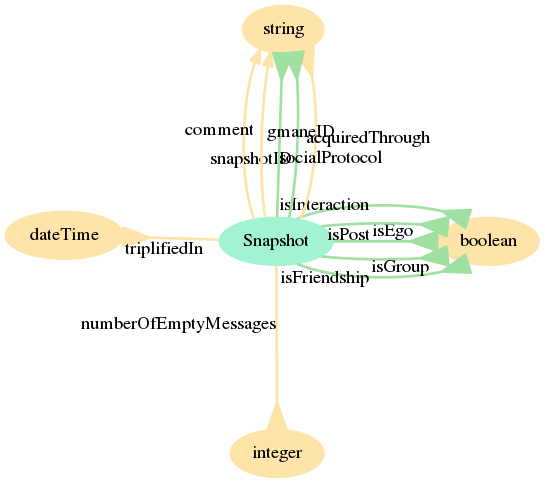 string
comment
gmaneID
acquiredThrough
snapshotID
socialProtocol
isInteraction
dateTime
triplifiedIn
Snapshot
isPost
isEgo
boolean
isGroup
isFriendship
numberOfEmptyMessages
integer